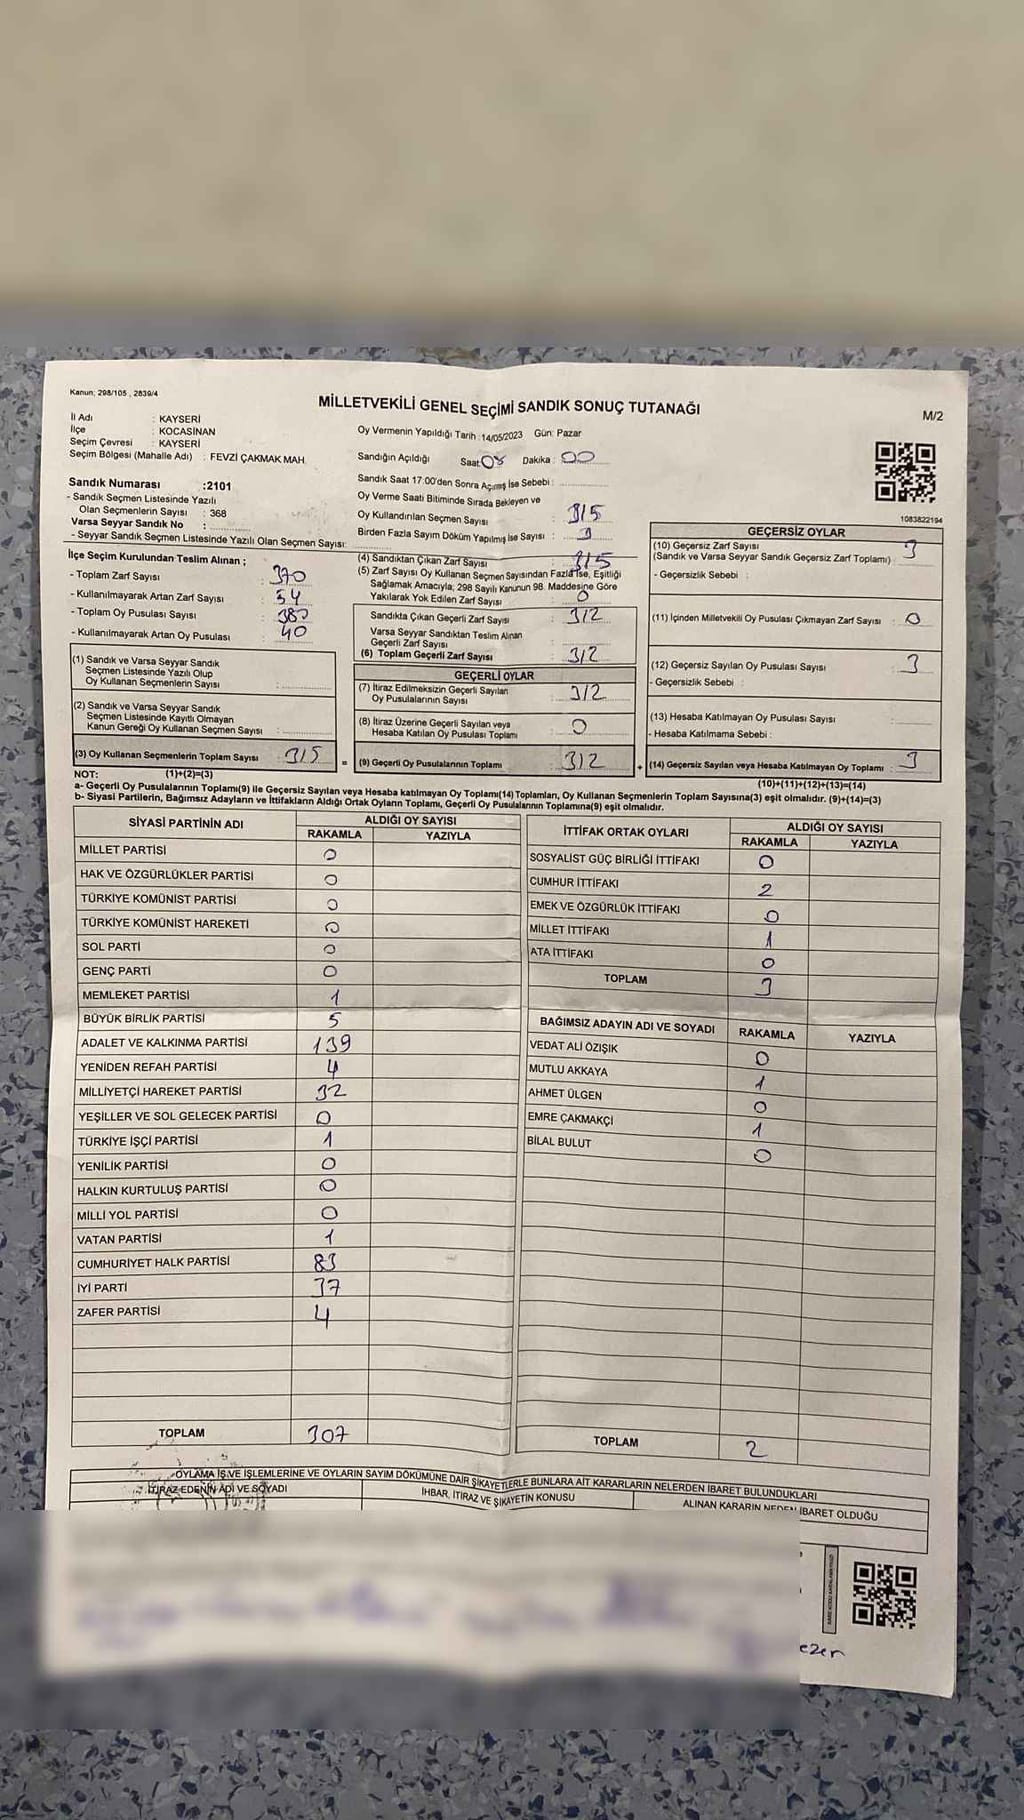 Kanun; 298/105 , 2839/4
MİLLETVEKİLİ GENEL SEÇİMİ SANDIK SONUÇ TUTANAĞI
M/2
İl Adı : KAYSERİ
İlçe : KOCASİNAN
Seçim Çevresi : KAYSERİ
Seçim Bölgesi (Mahalle Adı) : FEVZİ ÇAKMAK MAH.
Sandık Numarası :2101
- Sandık Seçmen Listesinde Yazılı
Olan Seçmenlerin Sayısı : 368
Varsa Seyyar Sandık No :
- Seyyar Sandık Seçmen Listesinde Yazılı Olan Seçmen Sayısı:
Oy Vermenin Yapıldığı Tarih :14/05/2023 Gün: Pazar
Sandığın Açıldığı Saat: 08 Dakika : 00
Sandık Saat 17:00'den Sonra Açılmış İse Sebebi :
Oy Verme Saati Bitiminde Sırada Bekleyen ve
Oy Kullandırılan Seçmen Sayısı : 315
Birden Fazla Sayım Döküm Yapılmış İse Sayısı : 3
1083822194
İlçe Seçim Kurulundan Teslim Alınan ;
- Toplam Zarf Sayısı : 370
- Kullanılmayarak Artan Zarf Sayısı : 54
- Toplam Oy Pusulası Sayısı : 380
- Kullanılmayarak Artan Oy Pusulası : 40
(1) Sandık ve Varsa Seyyar Sandık
Seçmen Listesinde Yazılı Olup
Oy Kullanan Seçmenlerin Sayısı :
(2) Sandık ve Varsa Seyyar Sandık
Seçmen Listesinde Kayıtlı Olmayan
Kanun Gereği Oy Kullanan Seçmen Sayısı :
(3) Oy Kullanan Seçmenlerin Toplam Sayısı : 315
(1)+(2)=(3)
(4) Sandıktan Çıkan Zarf Sayısı : 315
(5) Zarf Sayısı Oy Kullanan Seçmen Sayısından Fazla İse, Eşitliği
Sağlamak Amacıyla; 298 Sayılı Kanunun 98. Maddesine Göre
Yakılarak Yok Edilen Zarf Sayısı : 0
Sandıkta Çıkan Geçerli Zarf Sayısı : 312
Varsa Seyyar Sandıktan Teslim Alınan
Geçerli Zarf Sayısı :
(6) Toplam Geçerli Zarf Sayısı : 312
GEÇERLİ OYLAR
(7) İtiraz Edilmeksizin Geçerli Sayılan
Oy Pusulalarının Sayısı : 312
(8) İtiraz Üzerine Geçerli Sayılan veya
Hesaba Katılan Oy Pusulası Toplamı : 0
= (9) Geçerli Oy Pusulalarının Toplamı : 312
GEÇERSİZ OYLAR
(10) Geçersiz Zarf Sayısı
(Sandık ve Varsa Seyyar Sandık Geçersiz Zarf Toplamı) : 3
- Geçersizlik Sebebi :
(11) İçinden Milletvekili Oy Pusulası Çıkmayan Zarf Sayısı : 0
(12) Geçersiz Sayılan Oy Pusulası Sayısı : 3
- Geçersizlik Sebebi :
(13) Hesaba Katılmayan Oy Pusulası Sayısı :
- Hesaba Katılmama Sebebi :
+ (14) Geçersiz Sayılan veya Hesaba Katılmayan Oy Toplamı : 3
(10)+(11)+(12)+(13)=(14)
NOT:
a- Geçerli Oy Pusulalarının Toplamı(9) ile Geçersiz Sayılan veya Hesaba katılmayan Oy Toplamı(14) Toplamları, Oy Kullanan Seçmenlerin Toplam Sayısına(3) eşit olmalıdır. (9)+(14)=(3)
b- Siyasi Partilerin, Bağımsız Adayların ve İttifakların Aldığı Ortak Oyların Toplamı, Geçerli Oy Pusulalarının Toplamına(9) eşit olmalıdır.
SİYASİ PARTİNİN ADI ALDIĞI OY SAYISI
RAKAMLA YAZIYLA
MİLLET PARTİSİ 0
HAK VE ÖZGÜRLÜKLER PARTİSİ 0
TÜRKİYE KOMÜNİST PARTİSİ 0
TÜRKİYE KOMÜNİST HAREKETİ 0
SOL PARTİ 0
GENÇ PARTİ 0
MEMLEKET PARTİSİ 1
BÜYÜK BİRLİK PARTİSİ 5
ADALET VE KALKINMA PARTİSİ 139
YENİDEN REFAH PARTİSİ 4
MİLLİYETÇİ HAREKET PARTİSİ 32
YEŞİLLER VE SOL GELECEK PARTİSİ 0
TÜRKİYE İŞÇİ PARTİSİ 1
YENİLİK PARTİSİ 0
HALKIN KURTULUŞ PARTİSİ 0
MİLLİ YOL PARTİSİ 0
VATAN PARTİSİ 1
CUMHURİYET HALK PARTİSİ 83
İYİ PARTİ 37
ZAFER PARTİSİ 4
TOPLAM 307
İTTİFAK ORTAK OYLARI ALDIĞI OY SAYISI
RAKAMLA YAZIYLA
SOSYALİST GÜÇ BİRLİĞİ İTTİFAKI 0
CUMHUR İTTİFAKI 2
EMEK VE ÖZGÜRLÜK İTTİFAKI 0
MİLLET İTTİFAKI 1
ATA İTTİFAKI 0
TOPLAM 3
BAĞIMSIZ ADAYIN ADI VE SOYADI RAKAMLA YAZIYLA
VEDAT ALİ ÖZIŞIK 0
MUTLU AKKAYA 1
AHMET ÜLGEN 0
EMRE ÇAKMAKÇİ 1
BİLAL BULUT 0
TOPLAM 2
OYLAMA İŞ VE İŞLEMLERİNE VE OYLARIN SAYIM DÖKÜMÜNE DAİR ŞİKAYETLERLE BUNLARA AİT KARARLARIN NELERDEN İBARET BULUNDUKLARI
İTİRAZ EDENİN ADI VE SOYADI
İHBAR, İTİRAZ VE ŞİKAYETİN KONUSU
ALINAN KARARIN NEDEN İBARET OLDUĞU